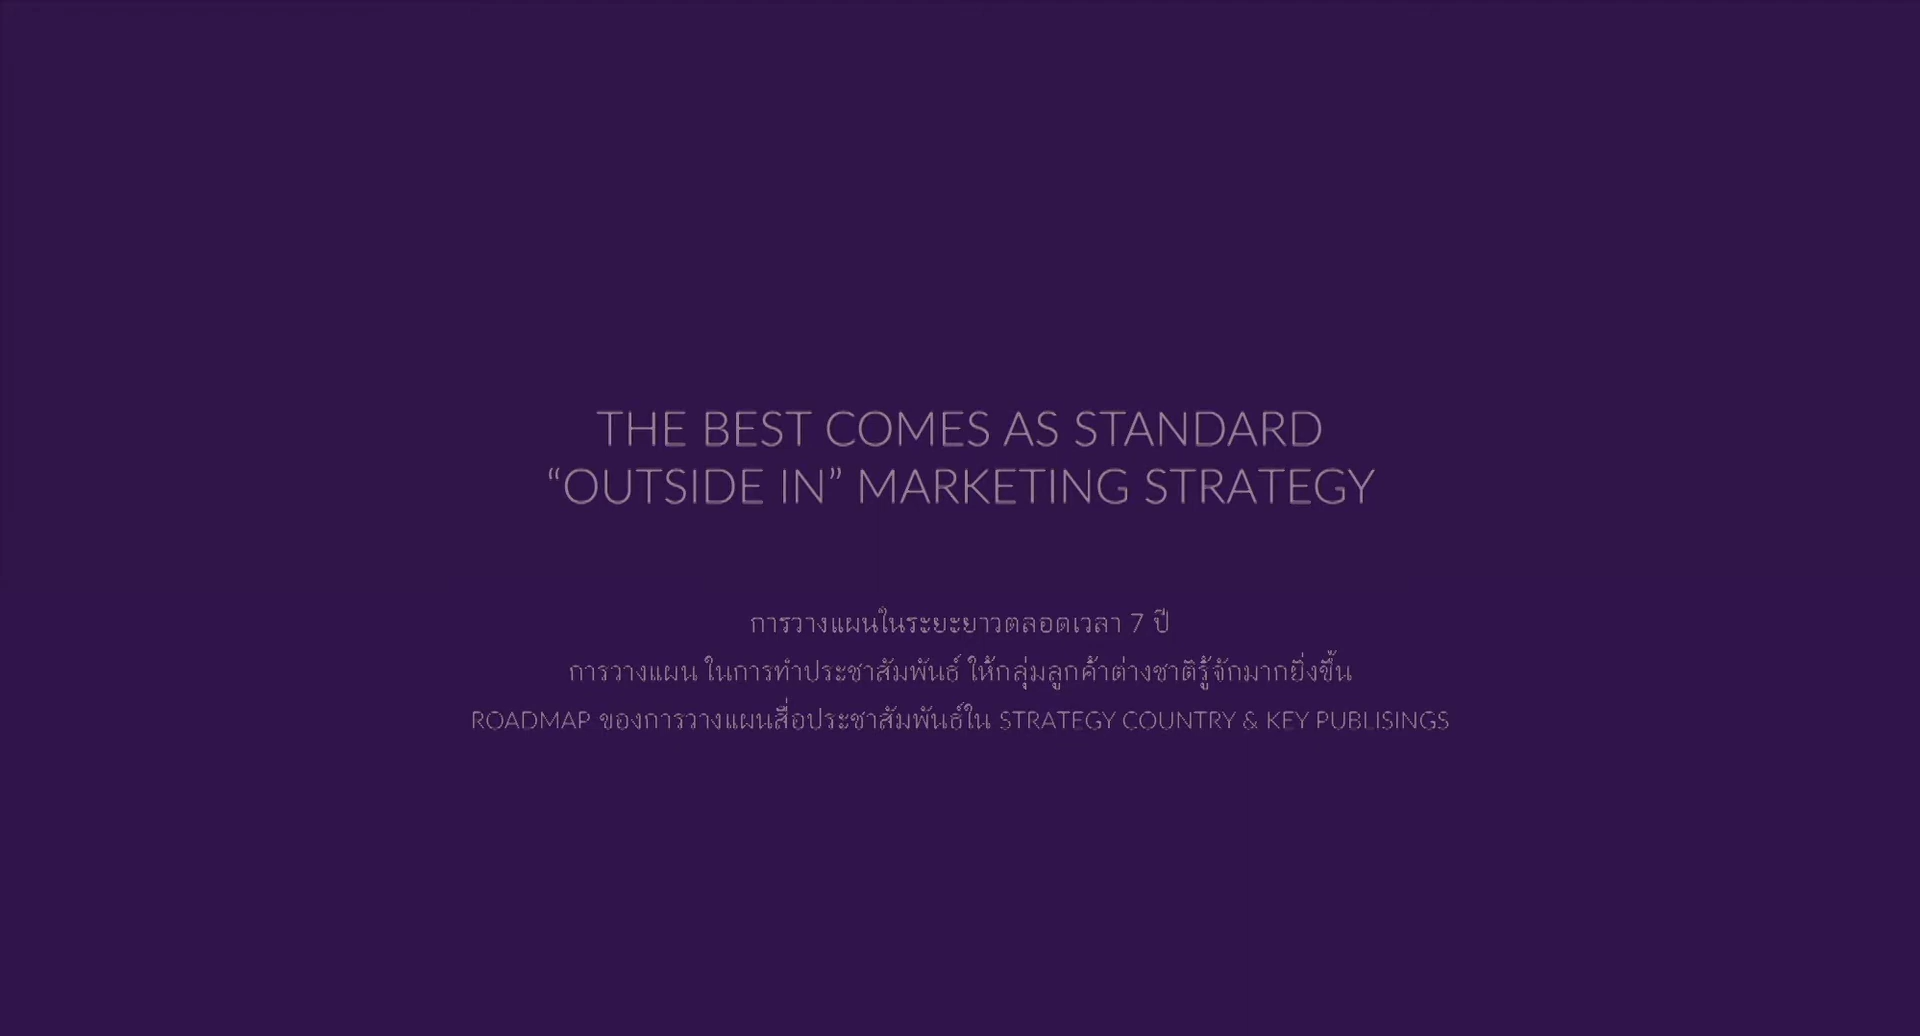 THE BEST COMES AS STANDARD
“OUTSIDE IN” MARKETING STRATEGY
การวางแผนในระยะยาวตลอดเวลา 7 ปี
การวางแผน ในการทำประชาสัมพันธ์ ให้กลุ่มลูกค้าต่างชาติรู้จักมากยิ่งขึ้น
ROADMAP ของการวางแผนสื่อประชาสัมพันธ์ใน STRATEGY COUNTRY & KEY PUBLISINGS